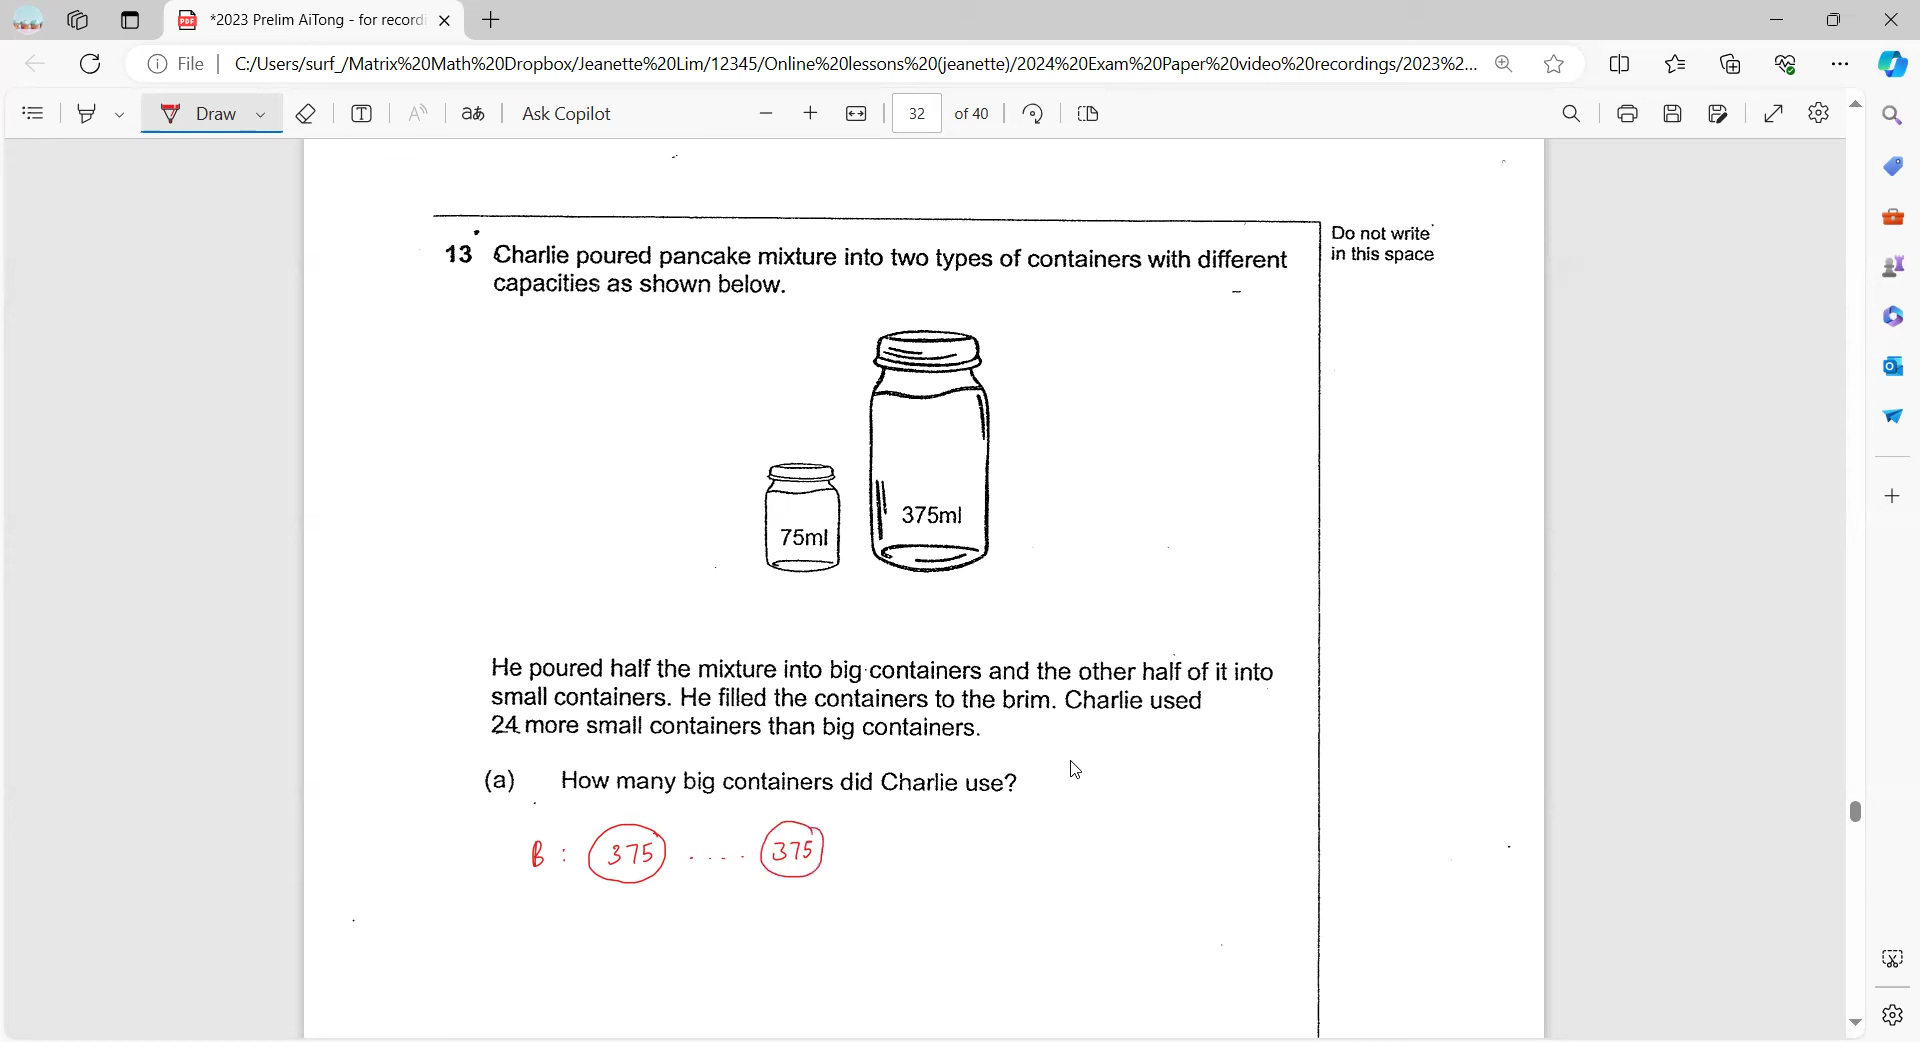 *2023 Prelim AiTong - for recordi
File
C:/Users/surf_/Matrix%20Math%20Dropbox/Jeanette%20Lim/12345/Online%20lessons%20(jeanette)/2024%20Exam%20Paper%20video%20recordings/2023%2...
Draw
aあ
Ask Copilot
32 of 40
Do not write
in this space
13 Charlie poured pancake mixture into two types of containers with different
capacities as shown below.
75ml
375ml
He poured half the mixture into big containers and the other half of it into
small containers. He filled the containers to the brim. Charlie used
24 more small containers than big containers.
(a) How many big containers did Charlie use?
B : 375 .... 375